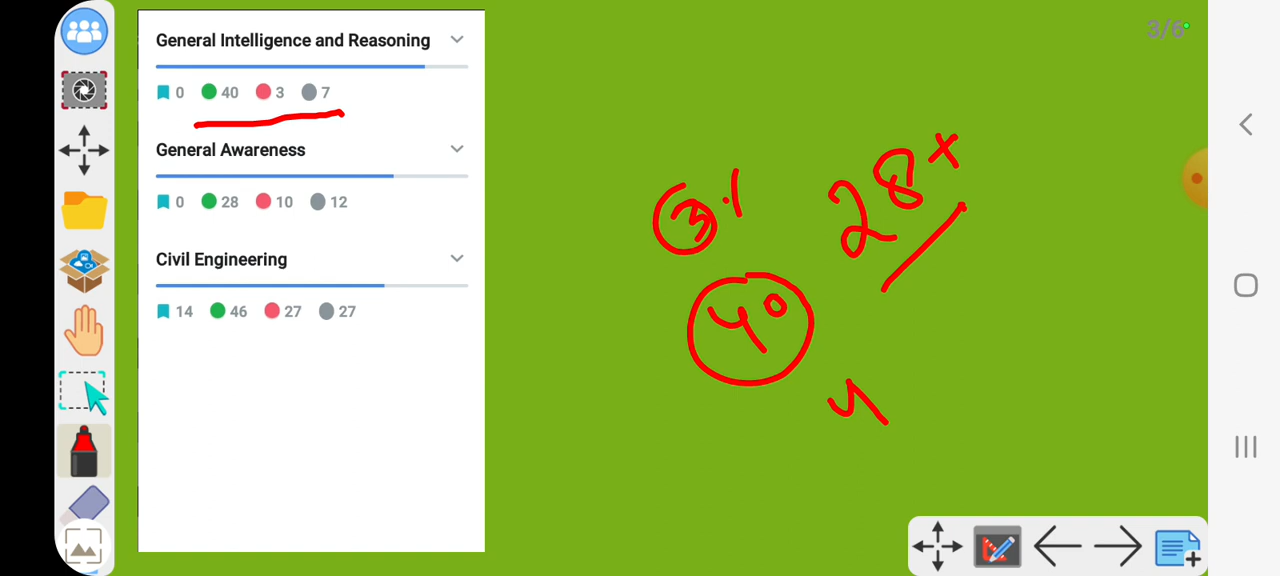 3/6
General Intelligence and Reasoning
0 40 3 7
General Awareness
0 28 10 12
Civil Engineering
14 46 27 27
28+
3%
40